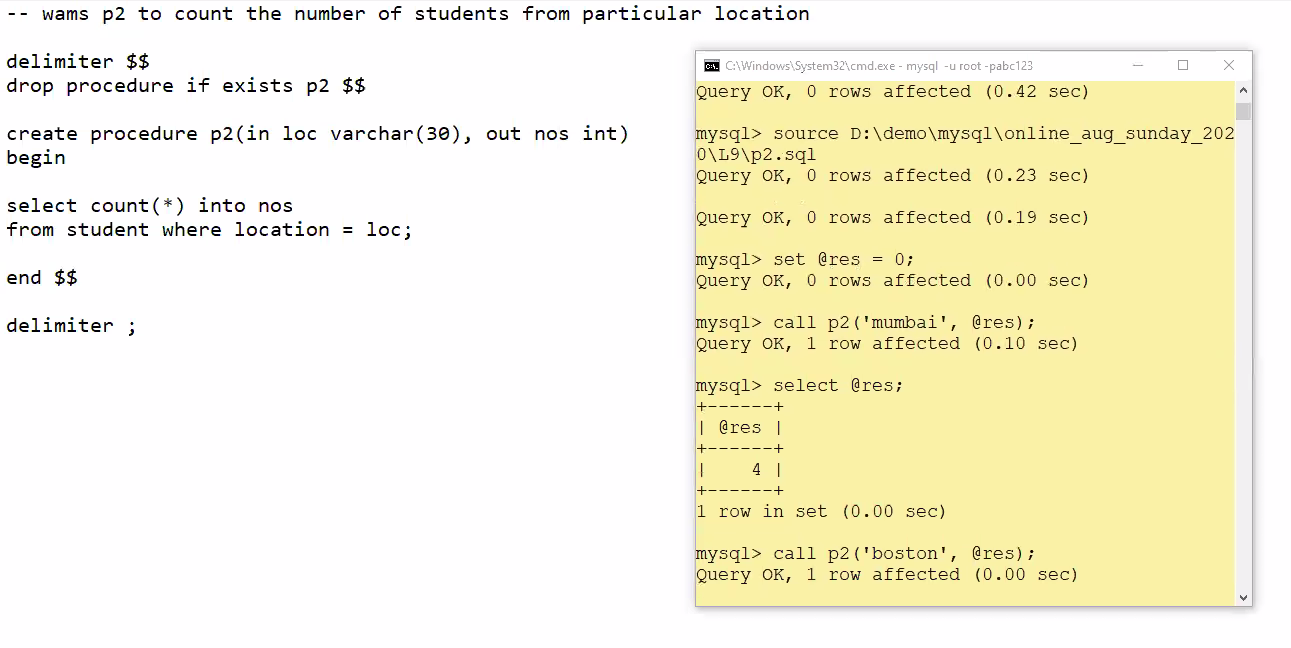 -- wams p2 to count the number of students from particular location
delimiter $$
drop procedure if exists p2 $$
create procedure p2(in loc varchar(30), out nos int)
begin
select count(*) into nos
from student where location = loc;
end $$
delimiter ;
C:\Windows\System32\cmd.exe - mysql -u root -pabc123
Query OK, 0 rows affected (0.42 sec)
mysql> source D:\demo\mysql\online_aug_sunday_202
0\L9\p2.sql
Query OK, 0 rows affected (0.23 sec)
Query OK, 0 rows affected (0.19 sec)
mysql> set @res = 0;
Query OK, 0 rows affected (0.00 sec)
mysql> call p2('mumbai', @res);
Query OK, 1 row affected (0.10 sec)
mysql> select @res;
+------+
| @res |
+------+
|    4 |
+------+
1 row in set (0.00 sec)
mysql> call p2('boston', @res);
Query OK, 1 row affected (0.00 sec)